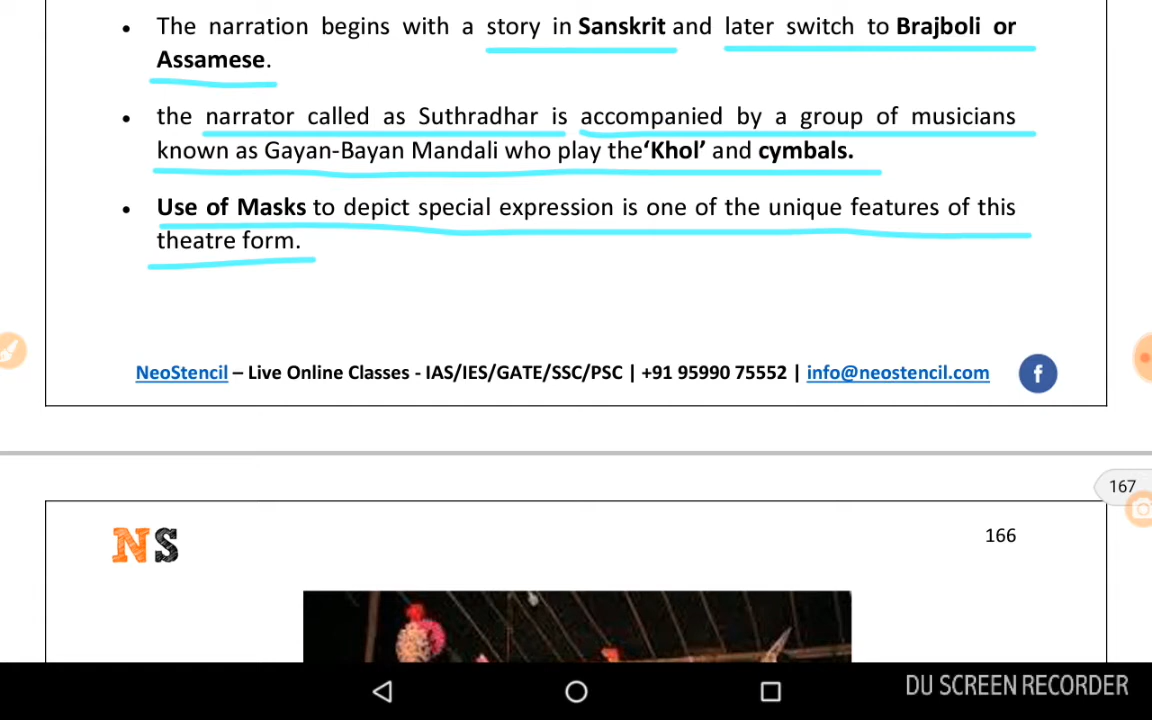 • The narration begins with a story in Sanskrit and later switch to Brajboli or
Assamese.
• the narrator called as Suthradhar is accompanied by a group of musicians
known as Gayan-Bayan Mandali who play the‘Khol’ and cymbals.
• Use of Masks to depict special expression is one of the unique features of this
theatre form.
NeoStencil – Live Online Classes - IAS/IES/GATE/SSC/PSC | +91 95990 75552 | info@neostencil.com f
167
NS 166
DU SCREEN RECORDER